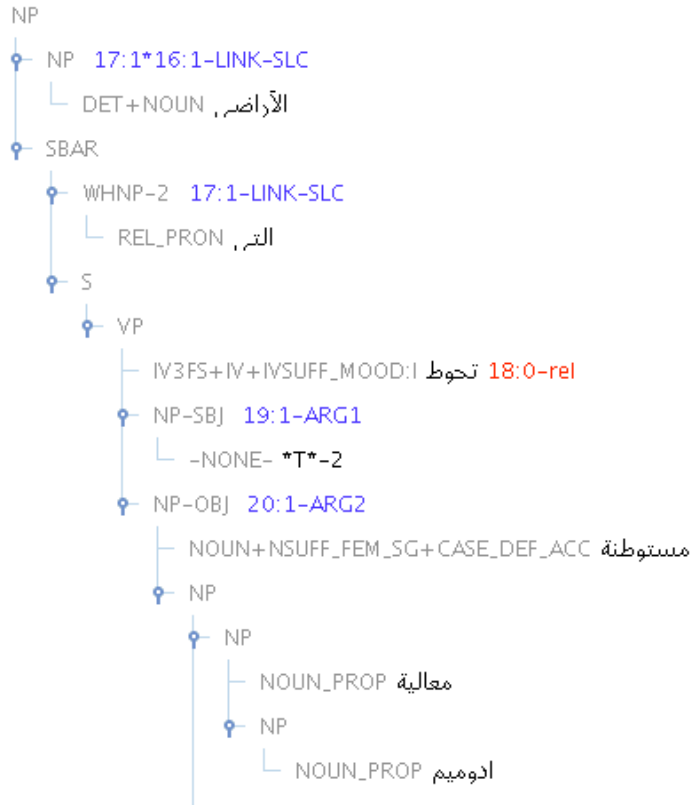 NP
NP 17:1*16:1-LINK-SLC
DET+NOUN الأراضي
SBAR
WHNP-2 17:1-LINK-SLC
REL_PRON التي
S
VP
IV3FS+IV+IVSUFF_MOOD:I تحوط 18:0-rel
NP-SBJ 19:1-ARG1
-NONE- *T*-2
NP-OBJ 20:1-ARG2
NOUN+NSUFF_FEM_SG+CASE_DEF_ACC مستوطنة
NP
NP
NOUN_PROP معالية
NP
NOUN_PROP ادوميم